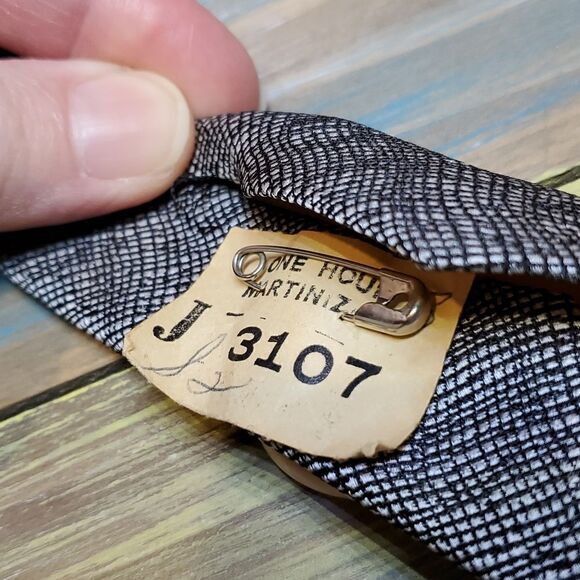 ONE HOU
MARTINIZ
J - 3107